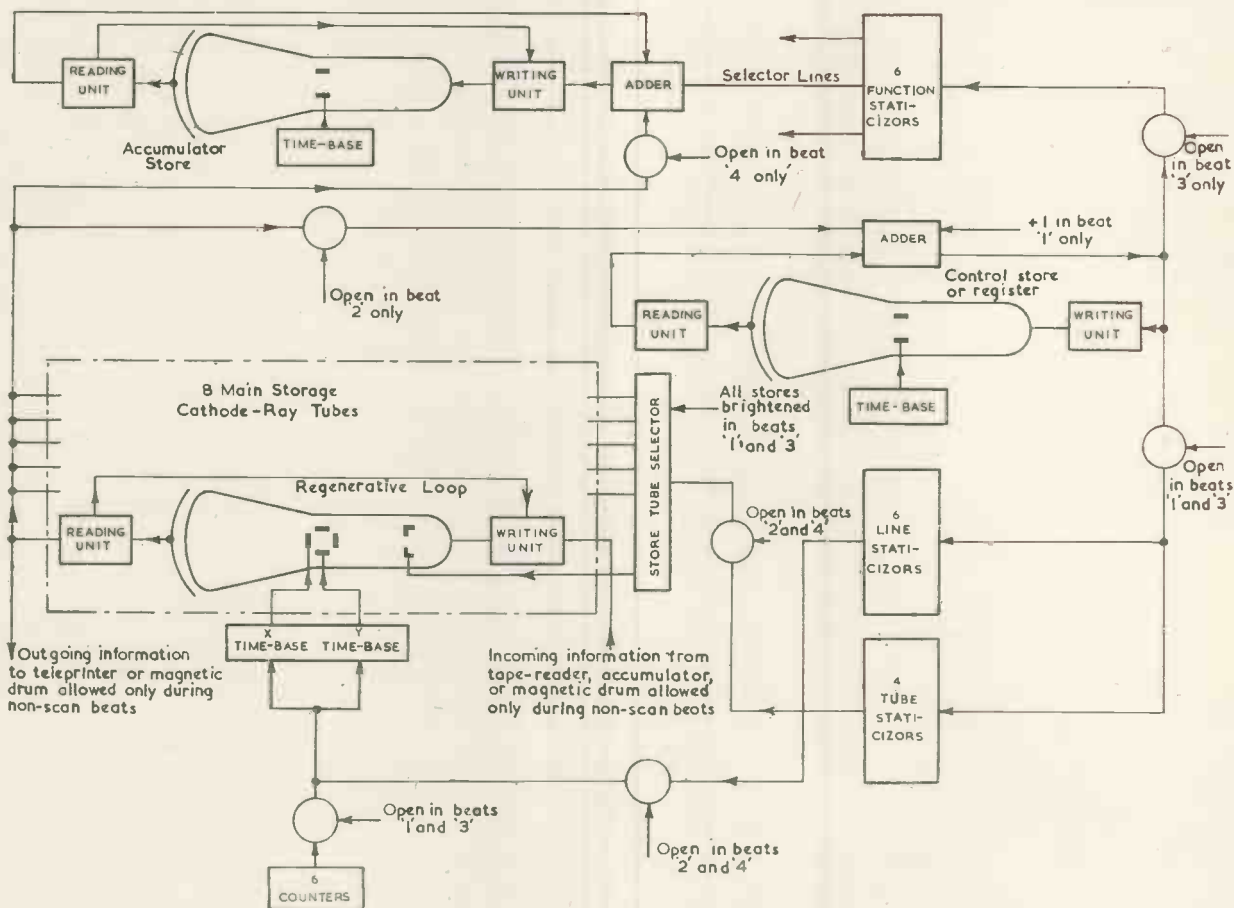 READING
UNIT
Accumulator
Store
TIME-BASE
WRITING
UNIT
ADDER
Selector Lines
6
FUNCTION
STATI-
CIZORS
Open in beat
'4 only'
Open
in beat
'3' only
Open in beat
'2' only
ADDER
+1 in beat
'1' only
Control store
or register
READING
UNIT
WRITING
UNIT
TIME-BASE
8 Main Storage
Cathode-Ray Tubes
Regenerative Loop
READING
UNIT
WRITING
UNIT
STORE TUBE SELECTOR
All stores
brightened
in beats
'1' and '3'
Open in beats
'2' and '4'
Open
in beats
'1' and '3'
6
LINE
STATI-
CIZORS
4
TUBE
STATI-
CIZORS
X Y
TIME-BASE TIME-BASE
Outgoing information
to teleprinter or magnetic
drum allowed only during
non-scan beats
Incoming information from
tape-reader, accumulator,
or magnetic drum allowed
only during non-scan beats
Open in beats
'1' and '3'
Open in beats
'2' and '4'
6
COUNTERS